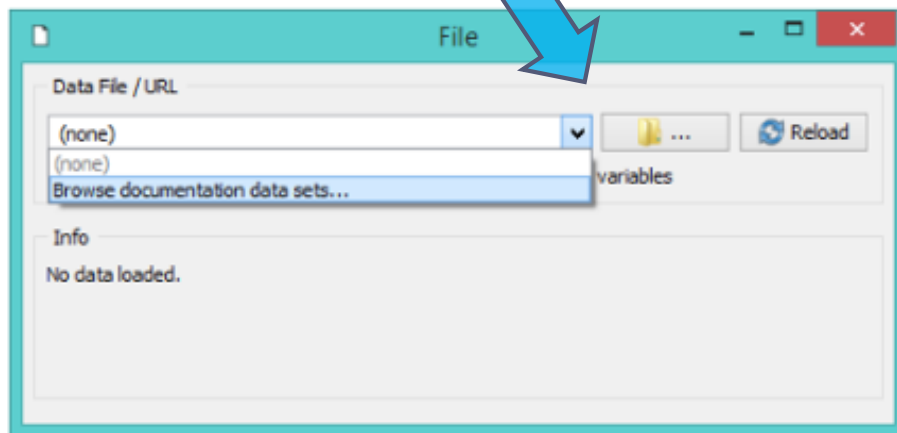 File
Data File / URL
(none)
... Reload
(none)
Browse documentation data sets...
variables
Info
No data loaded.